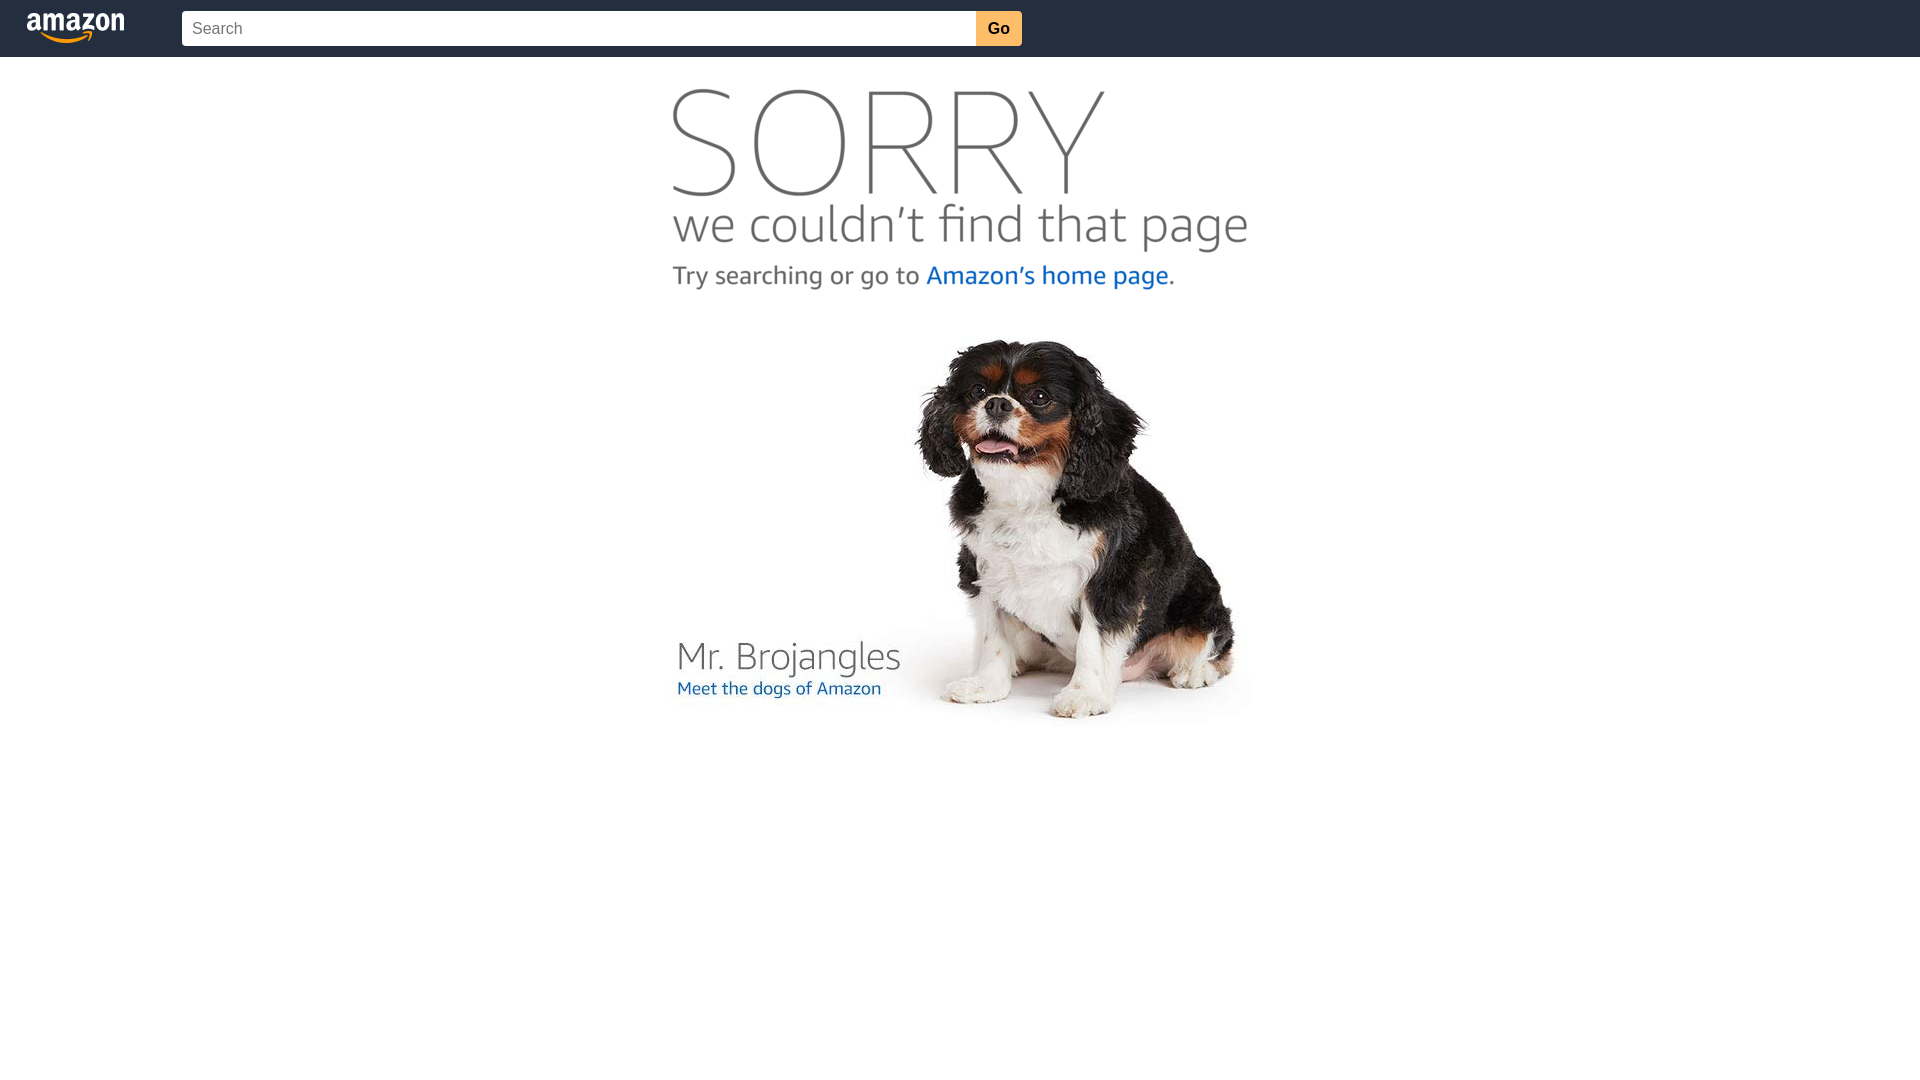 amazon
Search
Go
SORRY
we couldn't find that page
Try searching or go to Amazon's home page.
Mr. Brojangles
Meet the dogs of Amazon